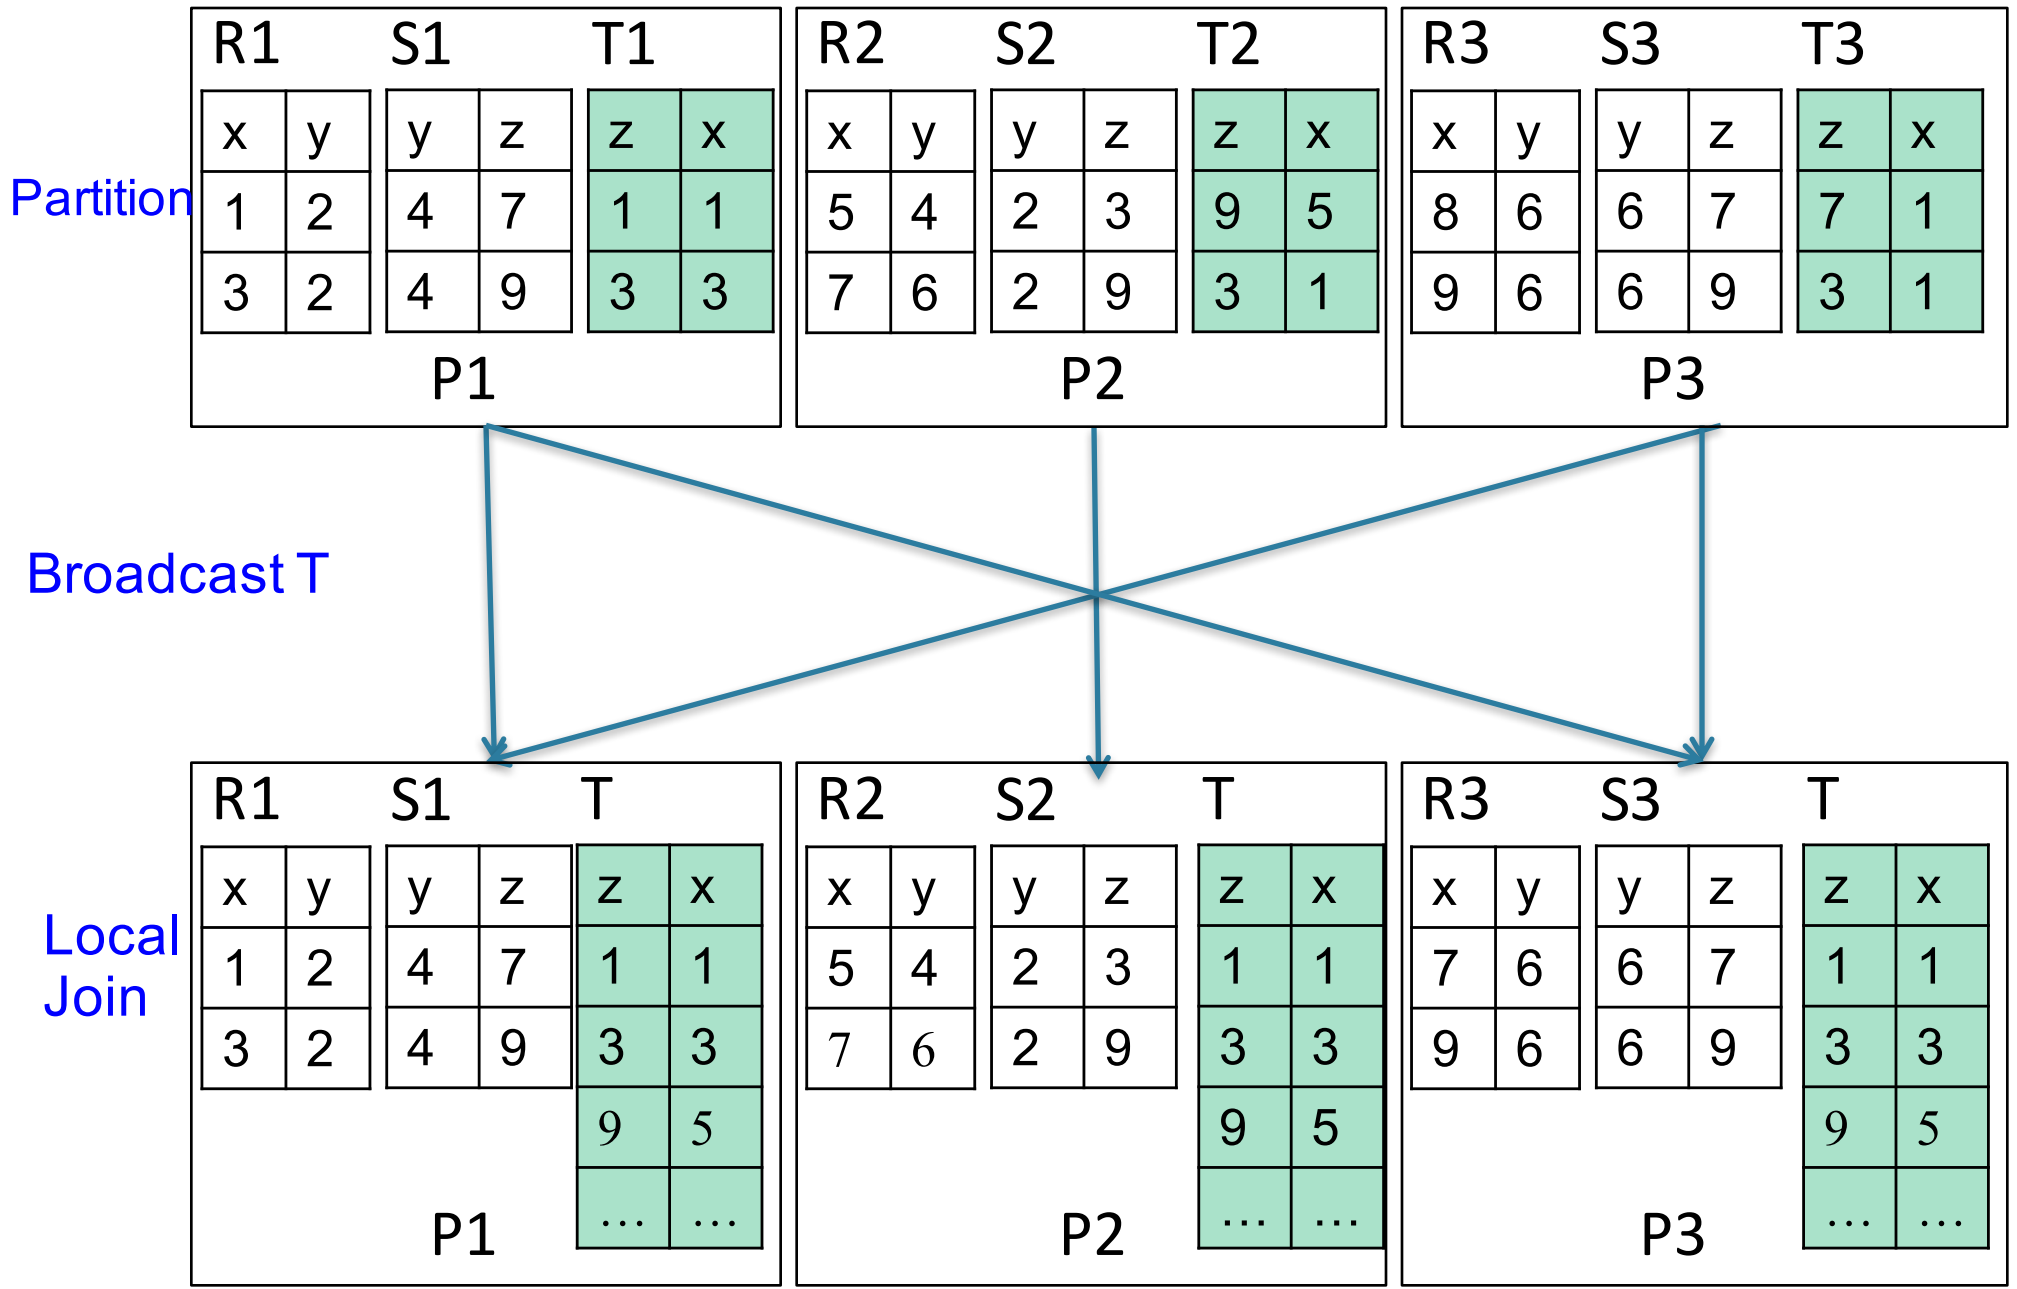 R1 S1 T1 R2 S2 T2 R3 S3 T3
x y y z z x x y y z z x x y y z z x
Partition 1 2 4 7 1 1 5 4 2 3 9 5 8 6 6 7 7 1
3 2 4 9 3 3 7 6 2 9 3 1 9 6 6 9 3 1
P1 P2 P3
Broadcast T
R1 S1 T R2 S2 T R3 S3 T
x y y z z x x y y z z x x y y z z x
Local 1 2 4 7 1 1 5 4 2 3 1 1 7 6 6 7 1 1
Join 3 2 4 9 3 3 7 6 2 9 3 3 9 6 6 9 3 3
9 5 9 5 9 5
P1 … … P2 … … P3 … …